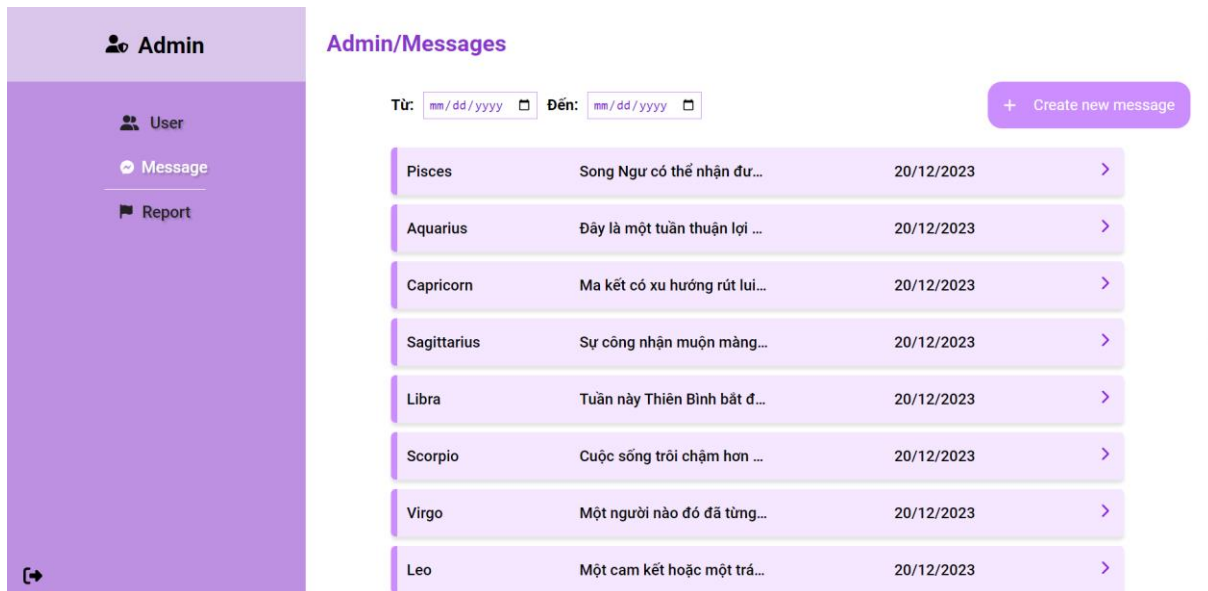 Admin
User
Message
Report
Admin/Messages
Từ: mm/dd/yyyy Đến: mm/dd/yyyy + Create new message
Pisces Song Ngư có thể nhận đư... 20/12/2023
Aquarius Đây là một tuần thuận lợi ... 20/12/2023
Capricorn Ma kết có xu hướng rút lui... 20/12/2023
Sagittarius Sự công nhận muộn màng... 20/12/2023
Libra Tuần này Thiên Bình bắt đ... 20/12/2023
Scorpio Cuộc sống trôi chậm hơn ... 20/12/2023
Virgo Một người nào đó đã từng... 20/12/2023
Leo Một cam kết hoặc một trá... 20/12/2023